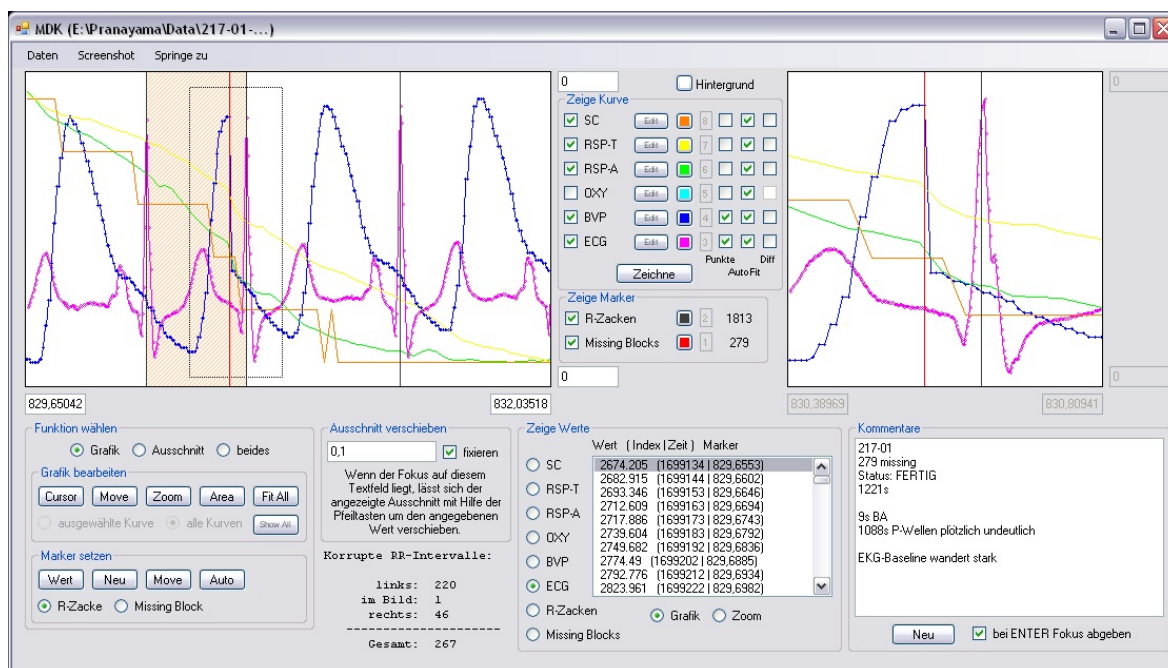 MDK (E:\Pranayama\Data\217-01-...)
Daten Screenshot Springe zu
0
Hintergrund
0
Zeige Kurve
SC Edit 8
RSP-T Edit 7
RSP-A Edit 6
OXY Edit 5
BVP Edit 4
ECG Edit 3
Punkte Diff
Zeichne AutoFit
Zeige Marker
R-Zacken 2 1813
Missing Blocks 1 279
0
0
829,65042 832,03518
830,38969 830,80941
Funktion wählen
Grafik Ausschnitt beides
Grafik bearbeiten
Cursor Move Zoom Area Fit All
ausgewählte Kurve alle Kurven Show All
Marker setzen
Wert Neu Move Auto
R-Zacke Missing Block
Ausschnitt verschieben
0,1 fixieren
Wenn der Fokus auf diesem
Textfeld liegt, lässt sich der
angezeigte Ausschnitt mit Hilfe der
Pfeiltasten um den angegebenen
Wert verschieben.
Korrupte RR-Intervalle:
links: 220
im Bild: 1
rechts: 46
Gesamt: 267
Zeige Werte
Wert ( Index | Zeit ) Marker
SC
RSP-T
RSP-A
OXY
BVP
ECG
R-Zacken
Missing Blocks
2674.205 (1699134 | 829,6553)
2682.915 (1699144 | 829,6602)
2693.346 (1699153 | 829,6646)
2712.609 (1699163 | 829,6694)
2717.886 (1699173 | 829,6743)
2739.604 (1699183 | 829,6792)
2749.682 (1699192 | 829,6836)
2774.49 (1699202 | 829,6885)
2792.776 (1699212 | 829,6934)
2823.961 (1699222 | 829,6982)
Grafik Zoom
Kommentare
217-01
279 missing
Status: FERTIG
1221s
9s BA
1088s P-Wellen plötzlich undeutlich
EKG-Baseline wandert stark
Neu bei ENTER Fokus abgeben